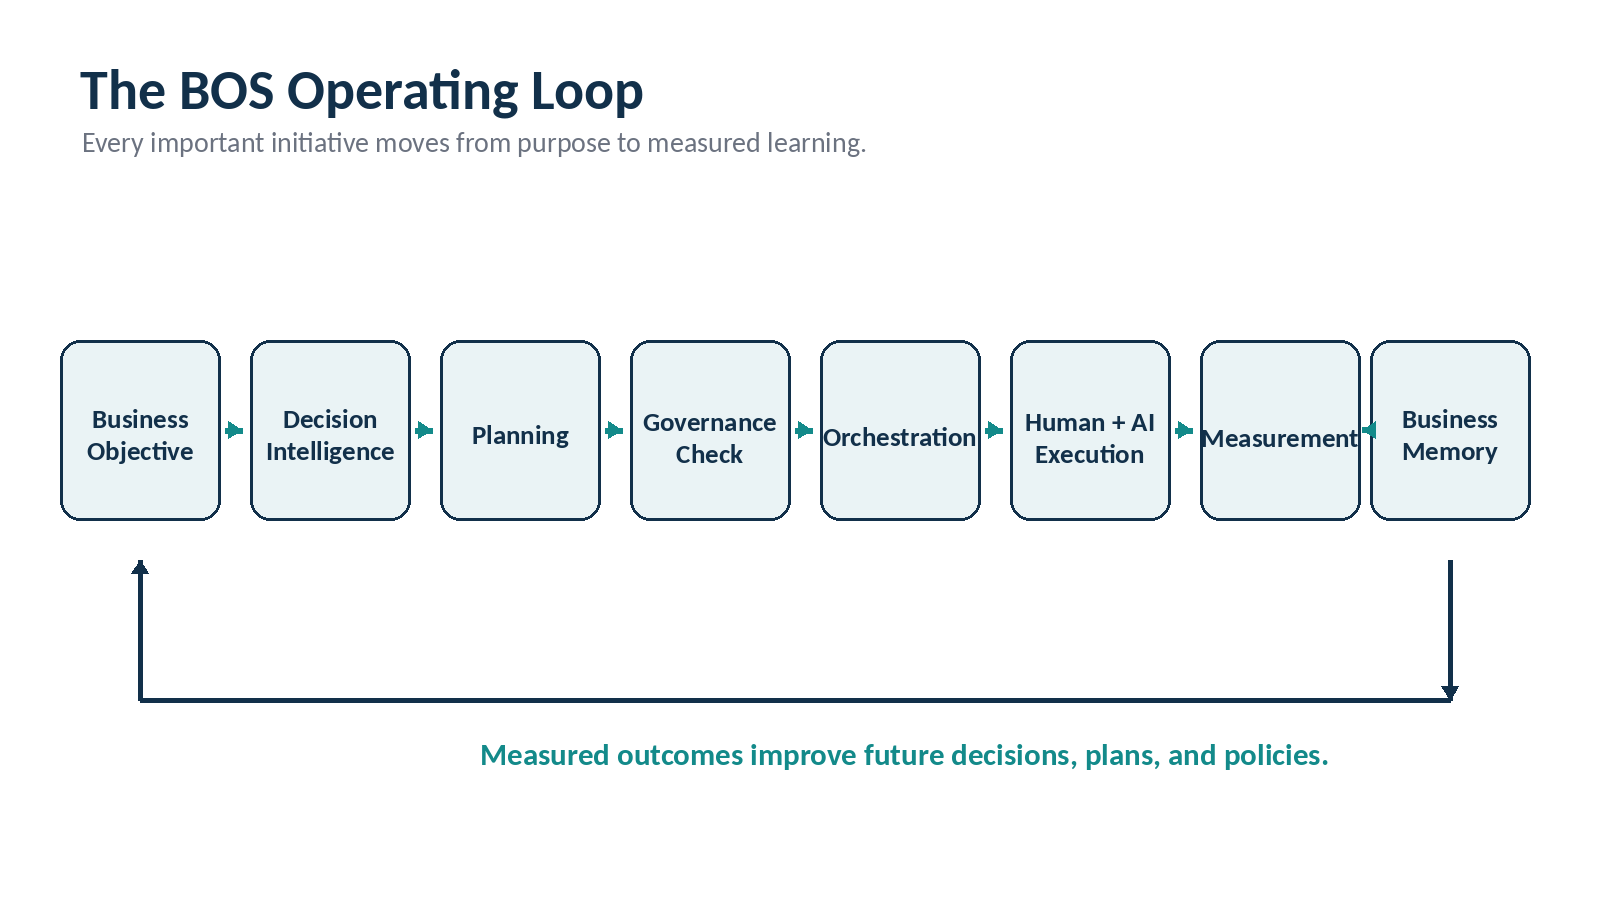 The BOS Operating Loop
Every important initiative moves from purpose to measured learning.
Business
Objective
Decision
Intelligence
Planning
Governance
Check
Orchestration
Human + AI
Execution
Measurement
Business
Memory
Measured outcomes improve future decisions, plans, and policies.